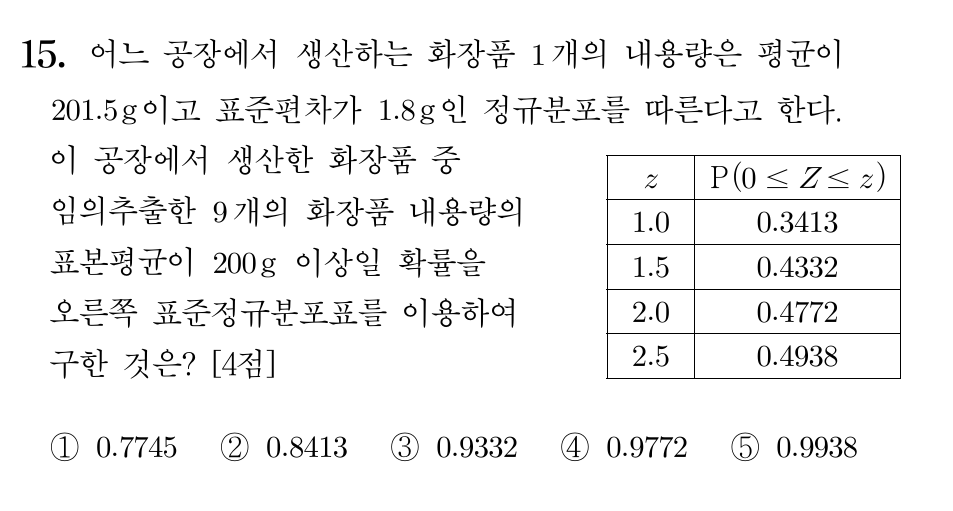 15. 어느 공장에서 생산하는 화장품 1개의 내용량은 평균이
201.5g이고 표준편차가 1.8g인 정규분포를 따른다고 한다.
이 공장에서 생산한 화장품 중
임의추출한 9개의 화장품 내용량의
표본평균이 200g 이상일 확률을
오른쪽 표준정규분포표를 이용하여
구한 것은? [4점]
z P(0 ≤ Z ≤ z)
1.0 0.3413
1.5 0.4332
2.0 0.4772
2.5 0.4938
① 0.7745 ② 0.8413 ③ 0.9332 ④ 0.9772 ⑤ 0.9938